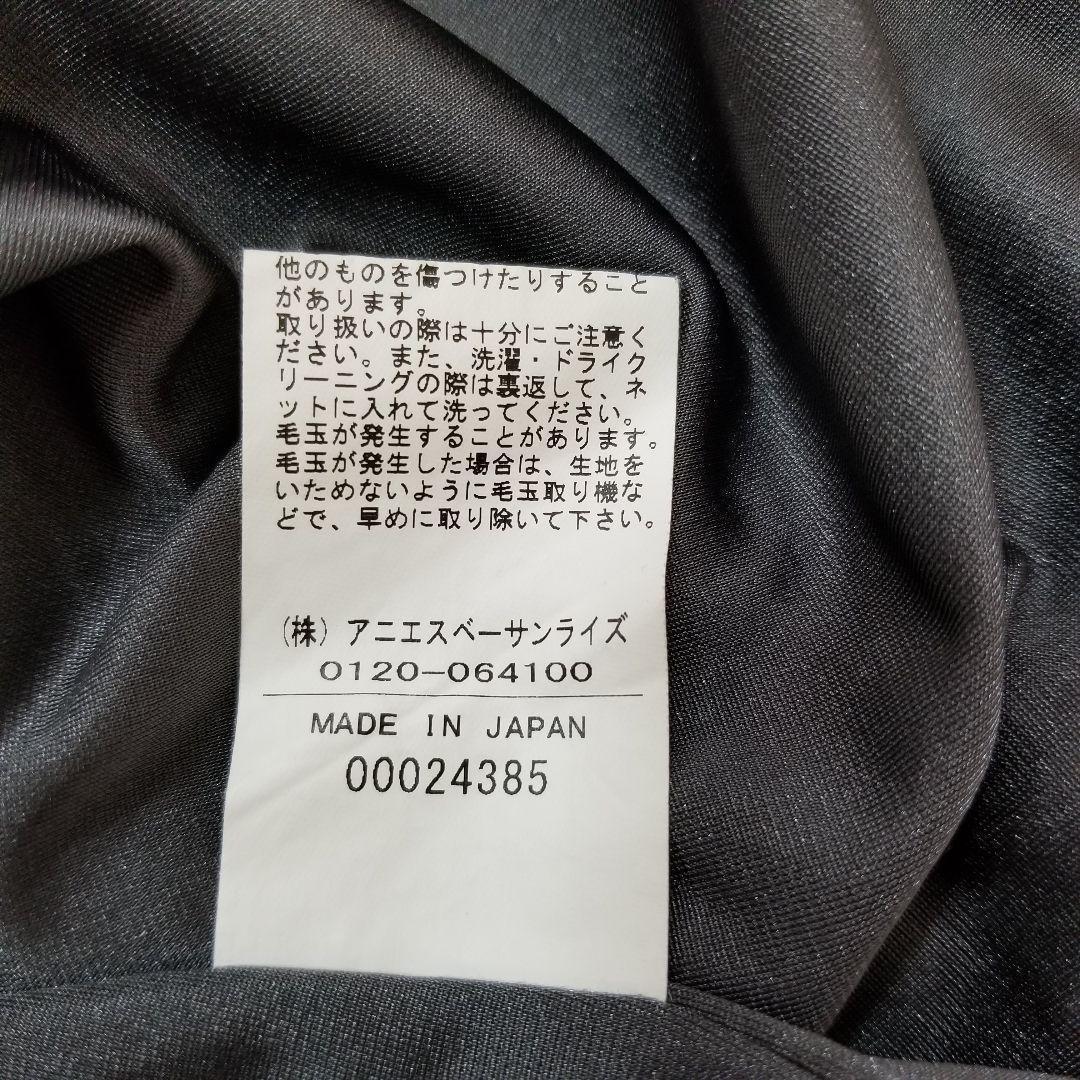 他のものを傷つけたりすること
があります。
取り扱いの際は十分にご注意く
ださい。また、洗濯・ドライク
リーニングの際は裏返して、ネ
ットに入れて洗ってください。
毛玉が発生することがあります。
毛玉が発生した場合は、生地を
いためないように毛玉取り機な
どで、早めに取り除いて下さい。
(株)アニエスベーサンライズ
0120-064100
MADE IN JAPAN
00024385